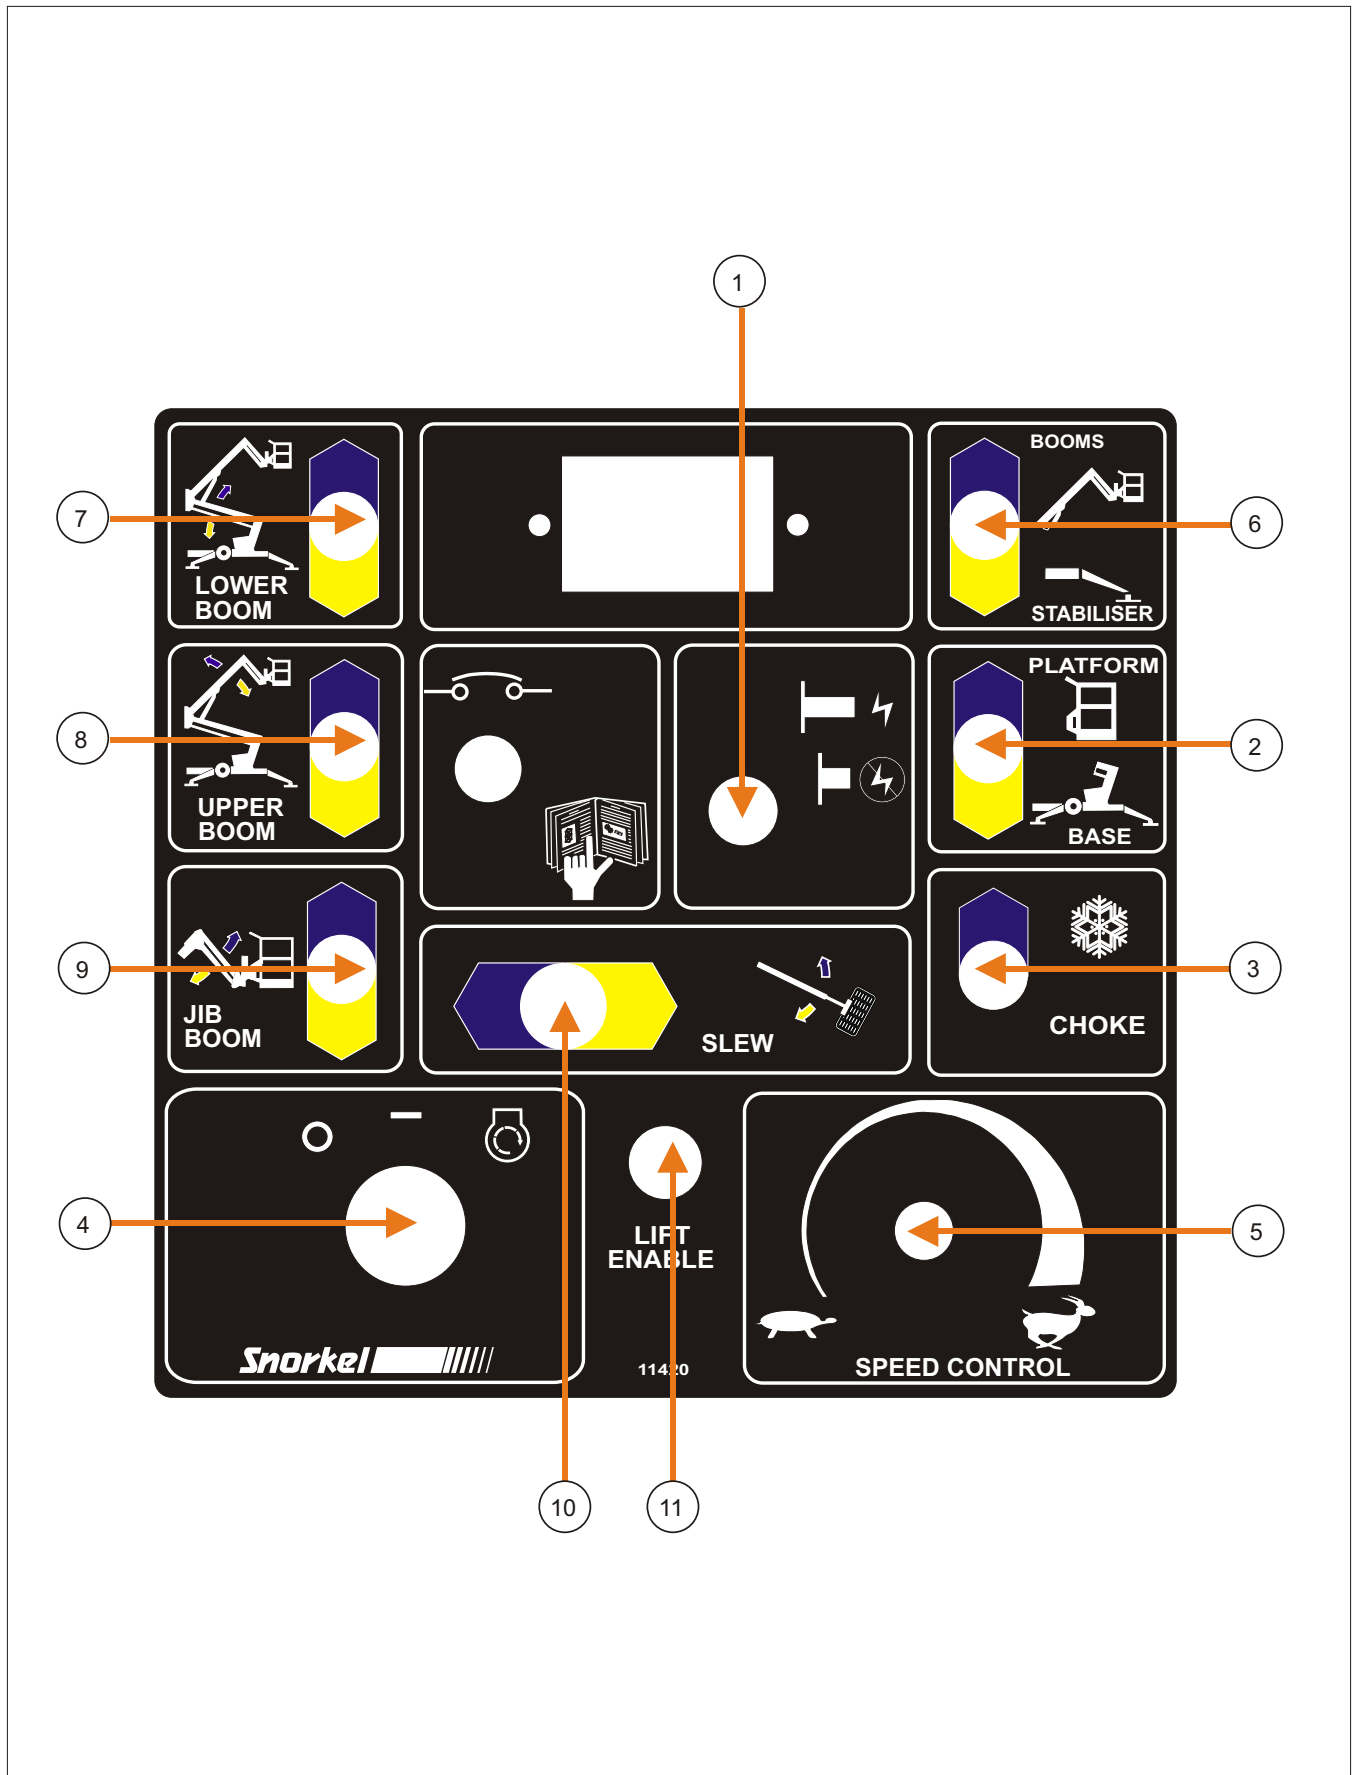 1
BOOMS
7
6
LOWER
BOOM
STABILISER
PLATFORM
8
2
UPPER
BOOM
BASE
9
3
JIB
BOOM
SLEW
CHOKE
4
5
LIFT
ENABLE
Snorkel
11420
SPEED CONTROL
10
11